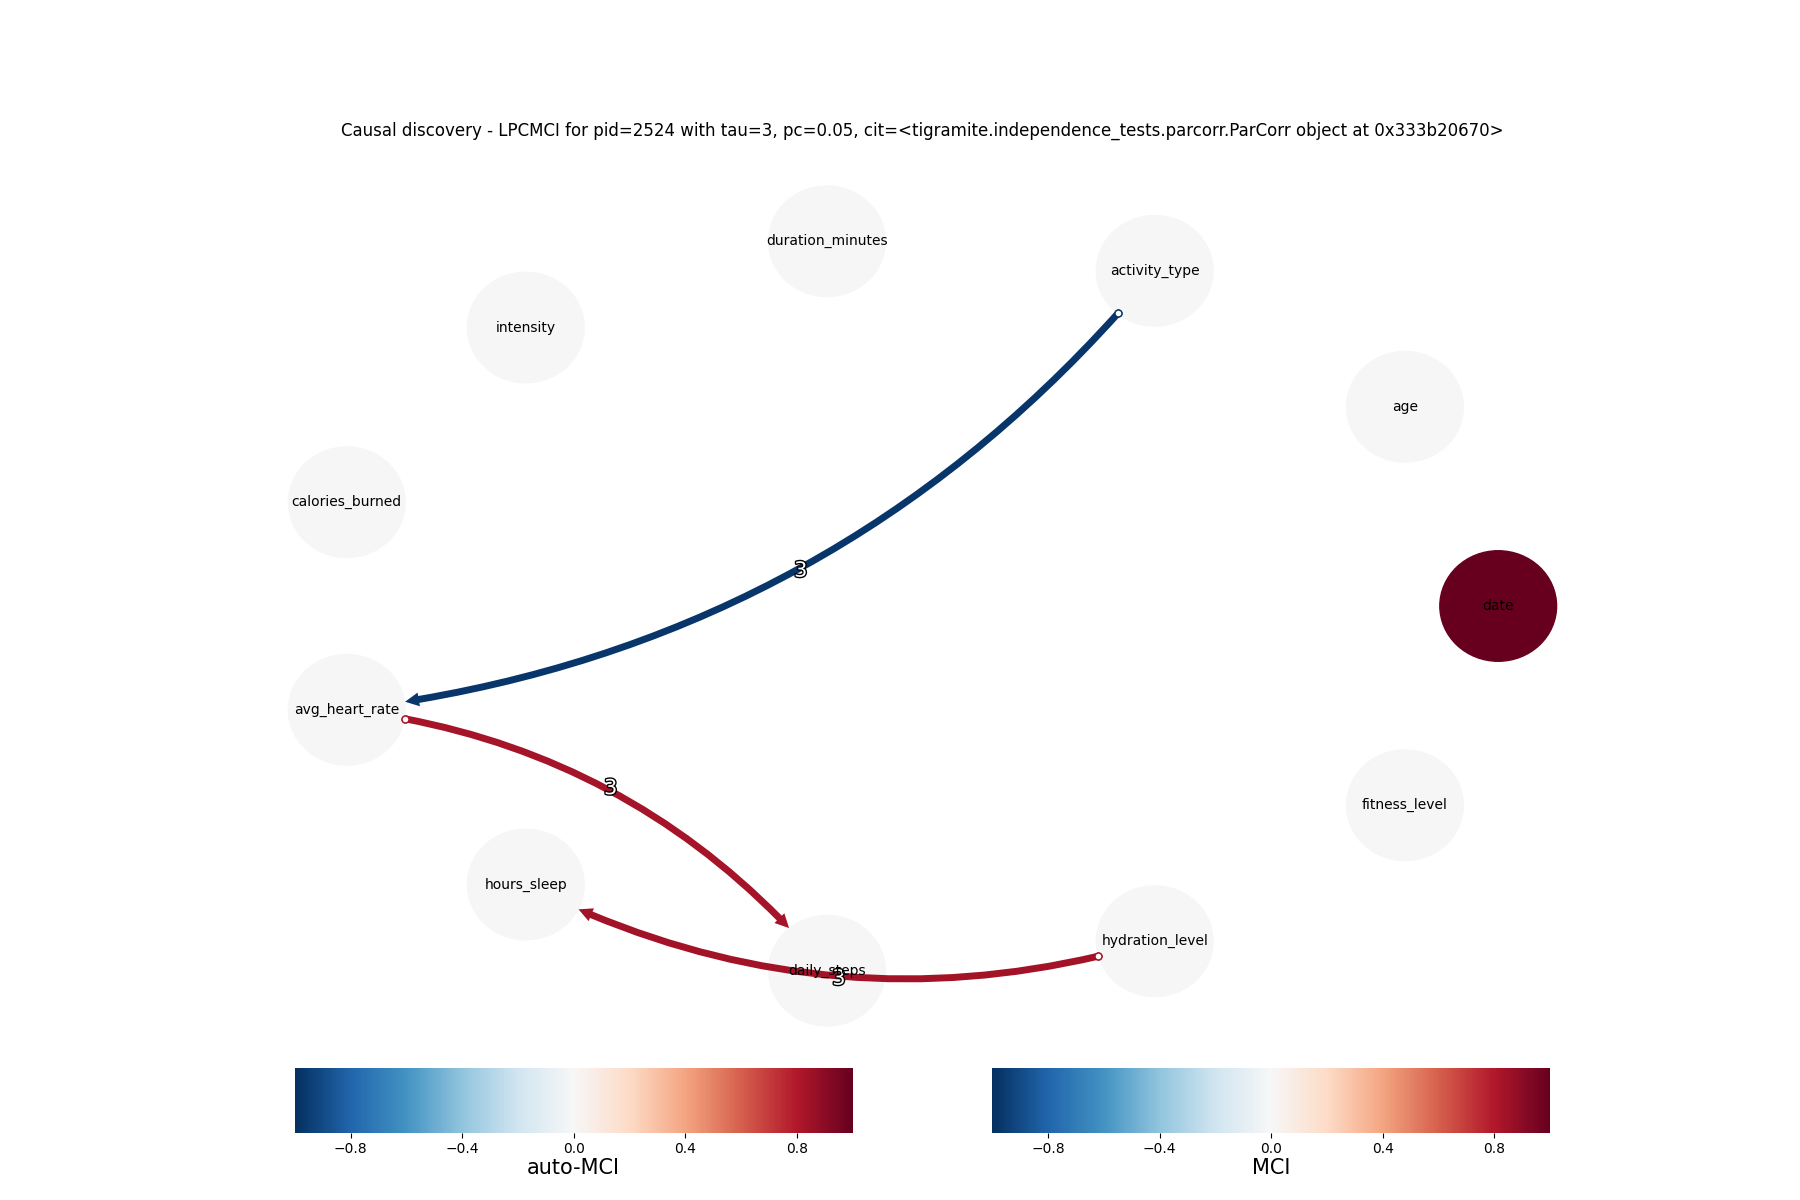 Causal discovery - LPCMCI for pid=2524 with tau=3, pc=0.05, cit=<tigramite.independence_tests.parcorr.ParCorr object at 0x333b20670>
duration_minutes
activity_type
intensity
age
calories_burned
3
date
avg_heart_rate
3
fitness_level
hours_sleep
hydration_level
daily_steps
3
−0.8 −0.4 0.0 0.4 0.8
−0.8 −0.4 0.0 0.4 0.8
auto-MCI
MCI